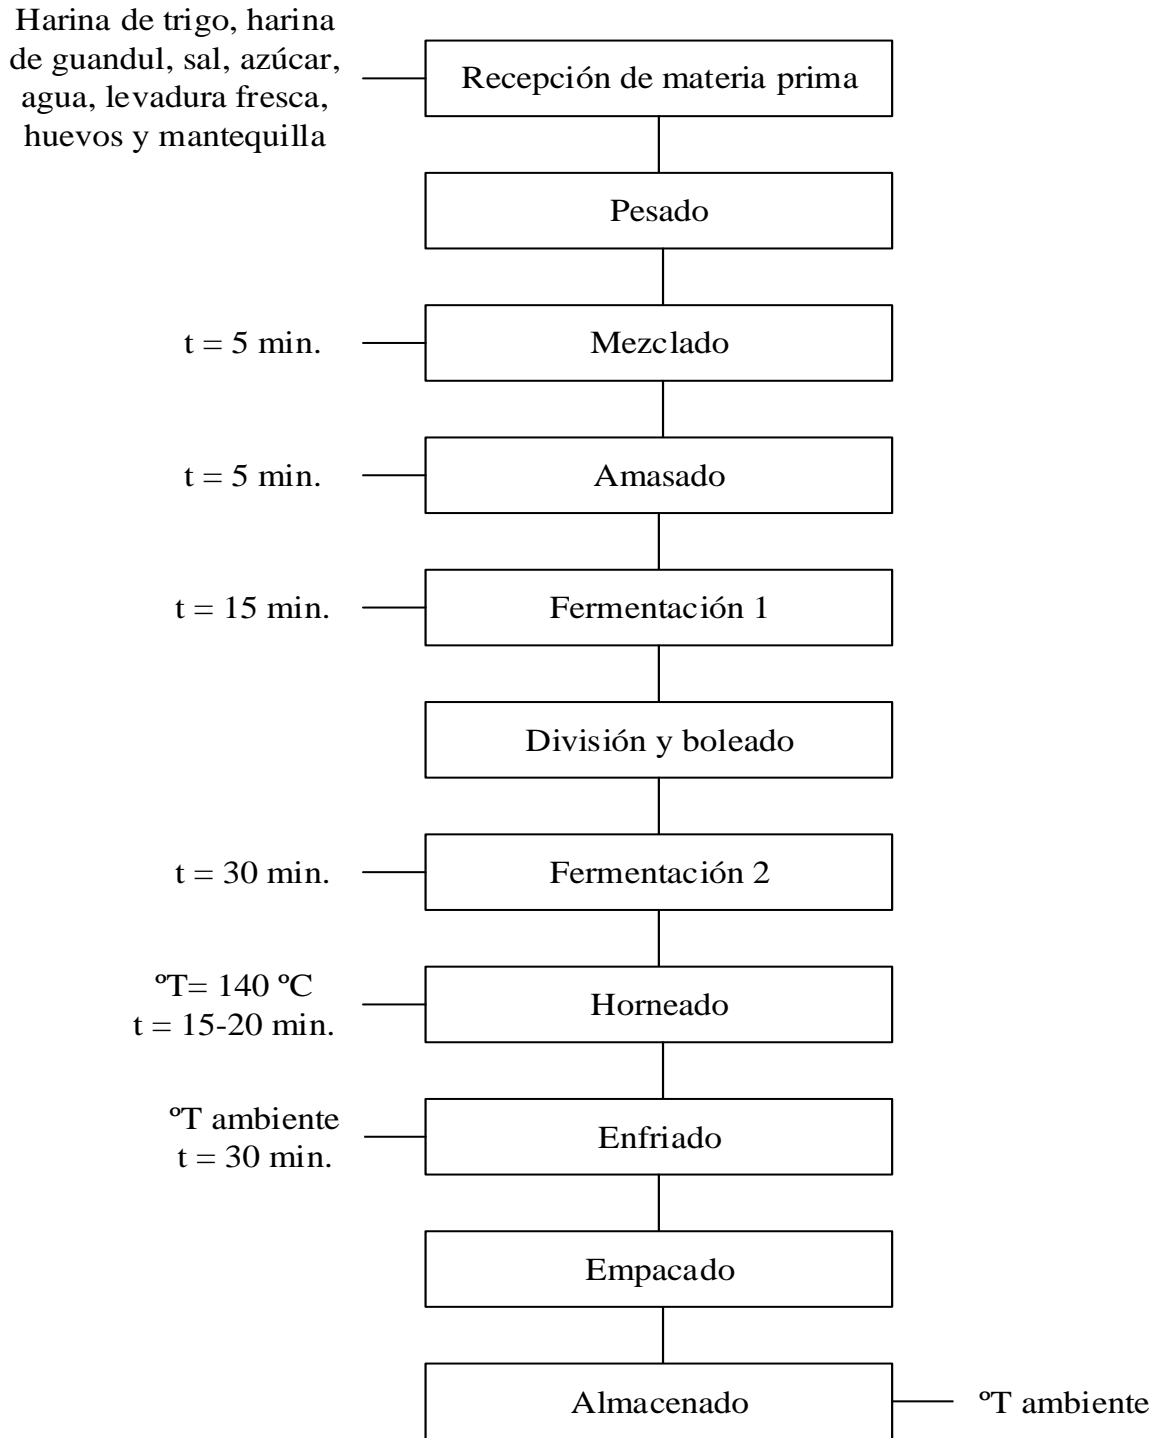 Harina de trigo, harina
de guandul, sal, azúcar,
agua, levadura fresca,
huevos y mantequilla
Recepción de materia prima
Pesado
t = 5 min.
Mezclado
t = 5 min.
Amasado
t = 15 min.
Fermentación 1
División y boleado
t = 30 min.
Fermentación 2
ºT= 140 ºC
t = 15-20 min.
Horneado
ºT ambiente
t = 30 min.
Enfriado
Empacado
Almacenado
ºT ambiente